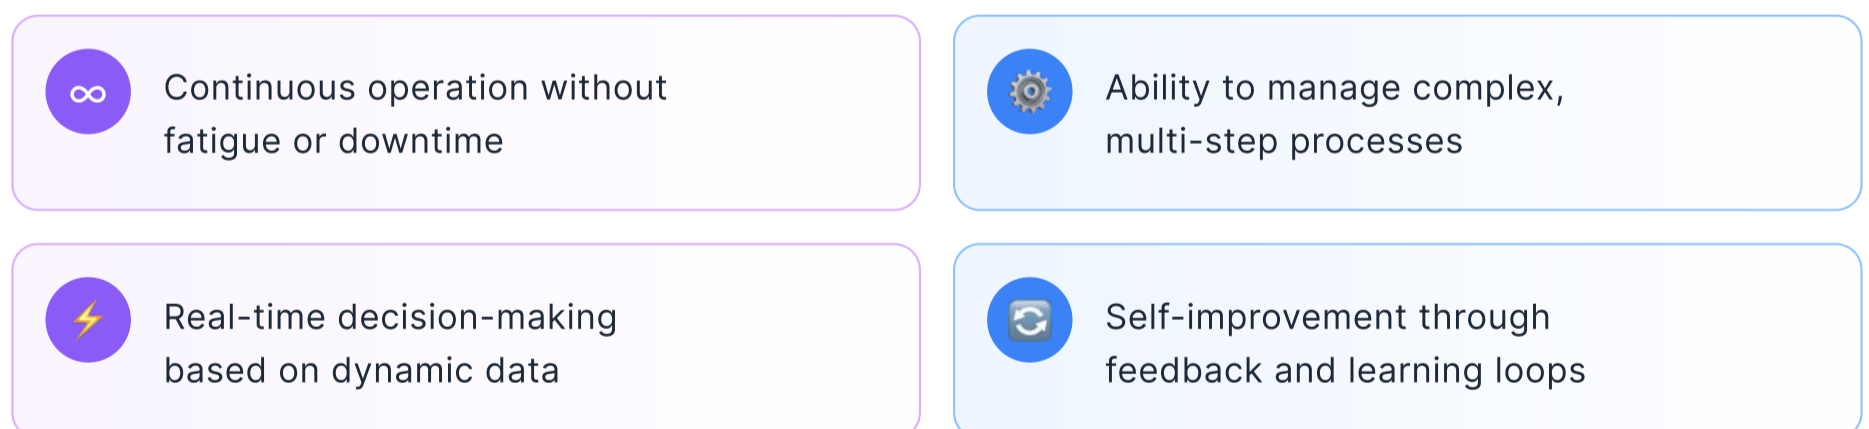 ∞ Continuous operation without
fatigue or downtime
Ability to manage complex,
multi-step processes
Real-time decision-making
based on dynamic data
Self-improvement through
feedback and learning loops